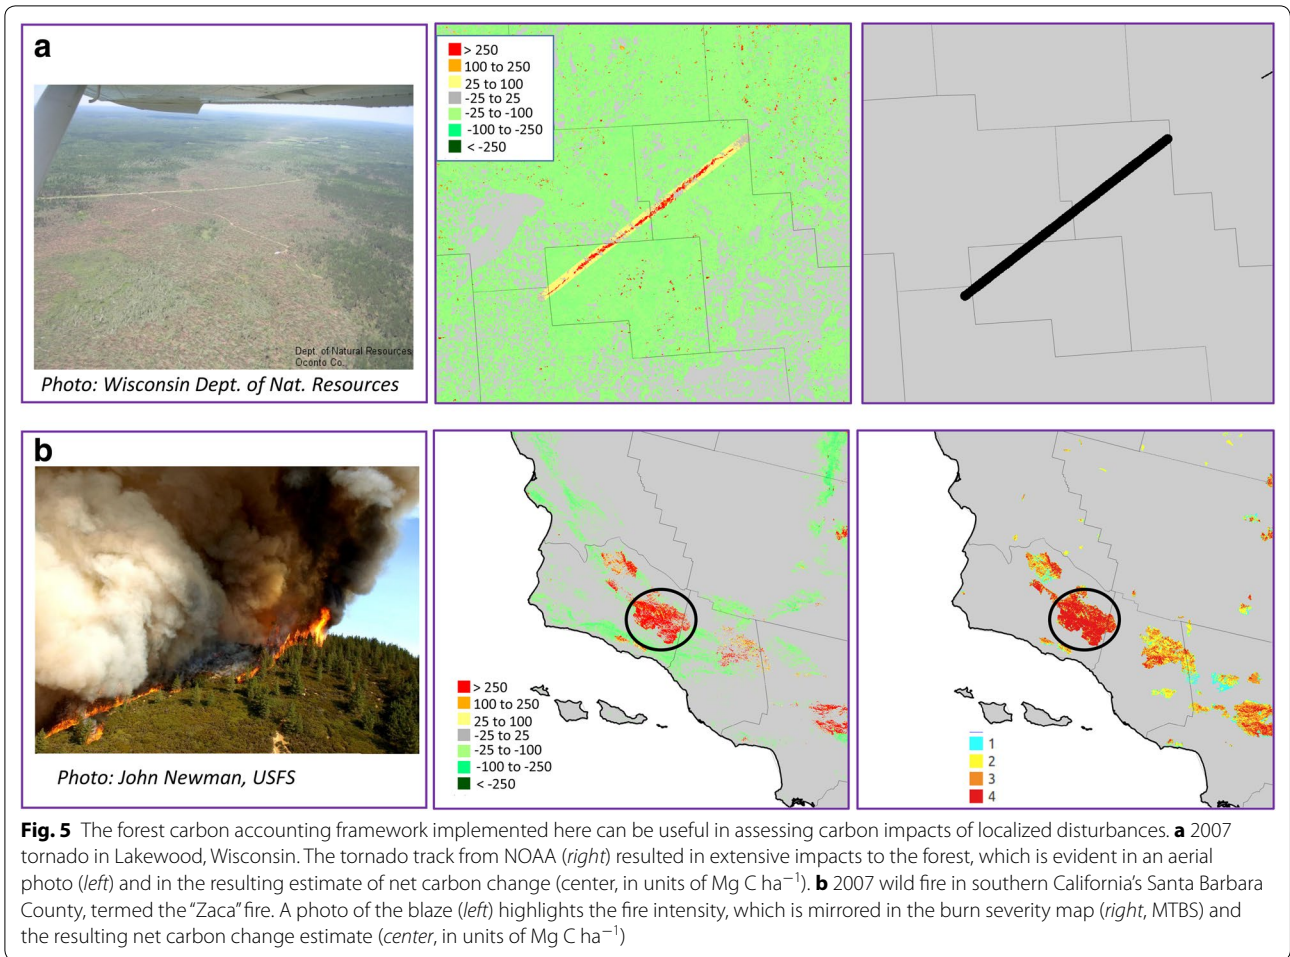 a
Dept. of Natural Resources
Oconto Co.
Photo: Wisconsin Dept. of Nat. Resources
> 250
100 to 250
25 to 100
-25 to 25
-25 to -100
-100 to -250
< -250
b
Photo: John Newman, USFS
> 250
100 to 250
25 to 100
-25 to 25
-25 to -100
-100 to -250
< -250
1
2
3
4
Fig. 5 The forest carbon accounting framework implemented here can be useful in assessing carbon impacts of localized disturbances. a 2007
tornado in Lakewood, Wisconsin. The tornado track from NOAA (right) resulted in extensive impacts to the forest, which is evident in an aerial
photo (left) and in the resulting estimate of net carbon change (center, in units of Mg C ha⁻¹). b 2007 wild fire in southern California's Santa Barbara
County, termed the "Zaca" fire. A photo of the blaze (left) highlights the fire intensity, which is mirrored in the burn severity map (right, MTBS) and
the resulting net carbon change estimate (center, in units of Mg C ha⁻¹)